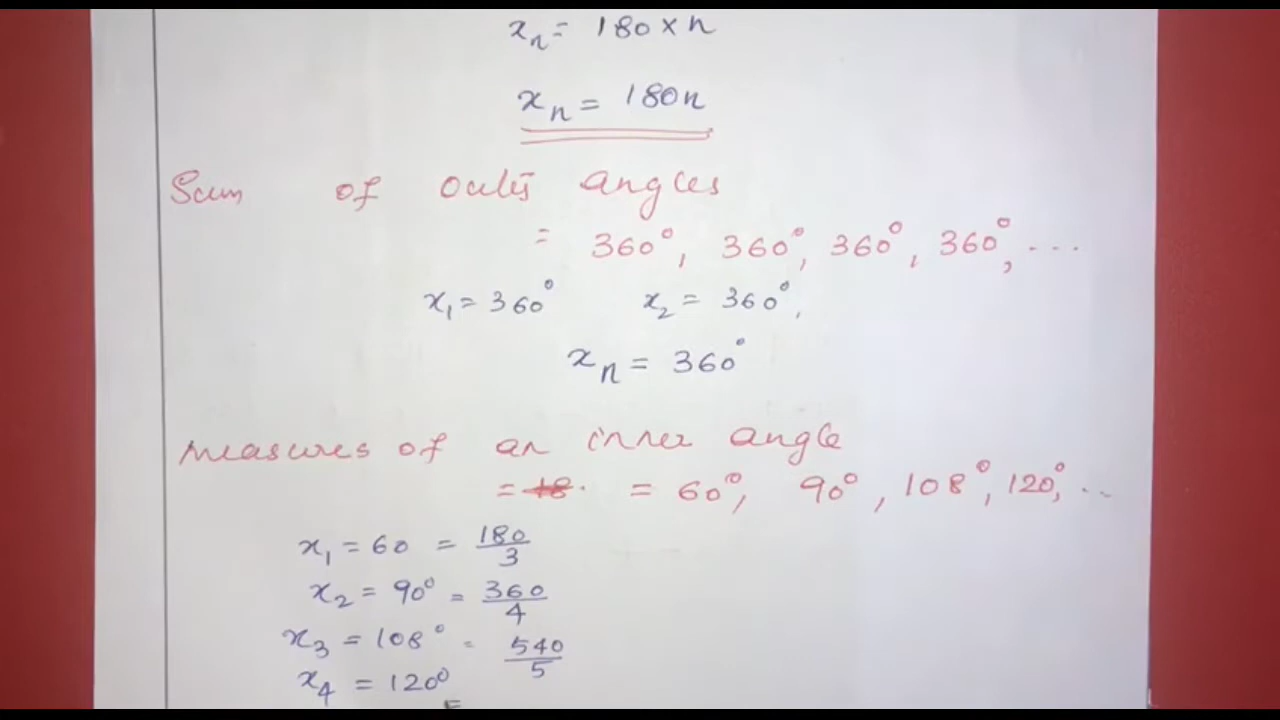 xₙ = 180 × n
xₙ = 180n
Sum of outer angles
= 360°, 360°, 360°, 360°, ...
x₁ = 360° x₂ = 360°,
xₙ = 360°
Measures of an inner angle
= 60°, 90°, 108°, 120°, ...
x₁ = 60 = 180/3
x₂ = 90° = 360/4
x₃ = 108° = 540/5
x₄ = 120°